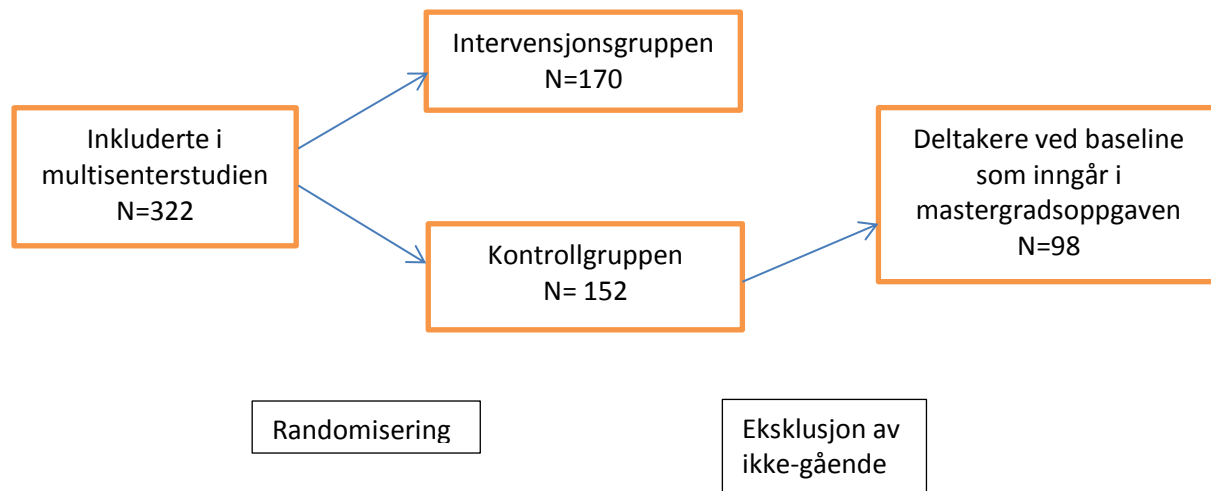 Inkluderte i
multisenterstudien
N=322
Intervensjonsgruppen
N=170
Kontrollgruppen
N= 152
Deltakere ved baseline
som inngår i
mastergradsoppgaven
N=98
Randomisering
Eksklusjon av
ikke-gående